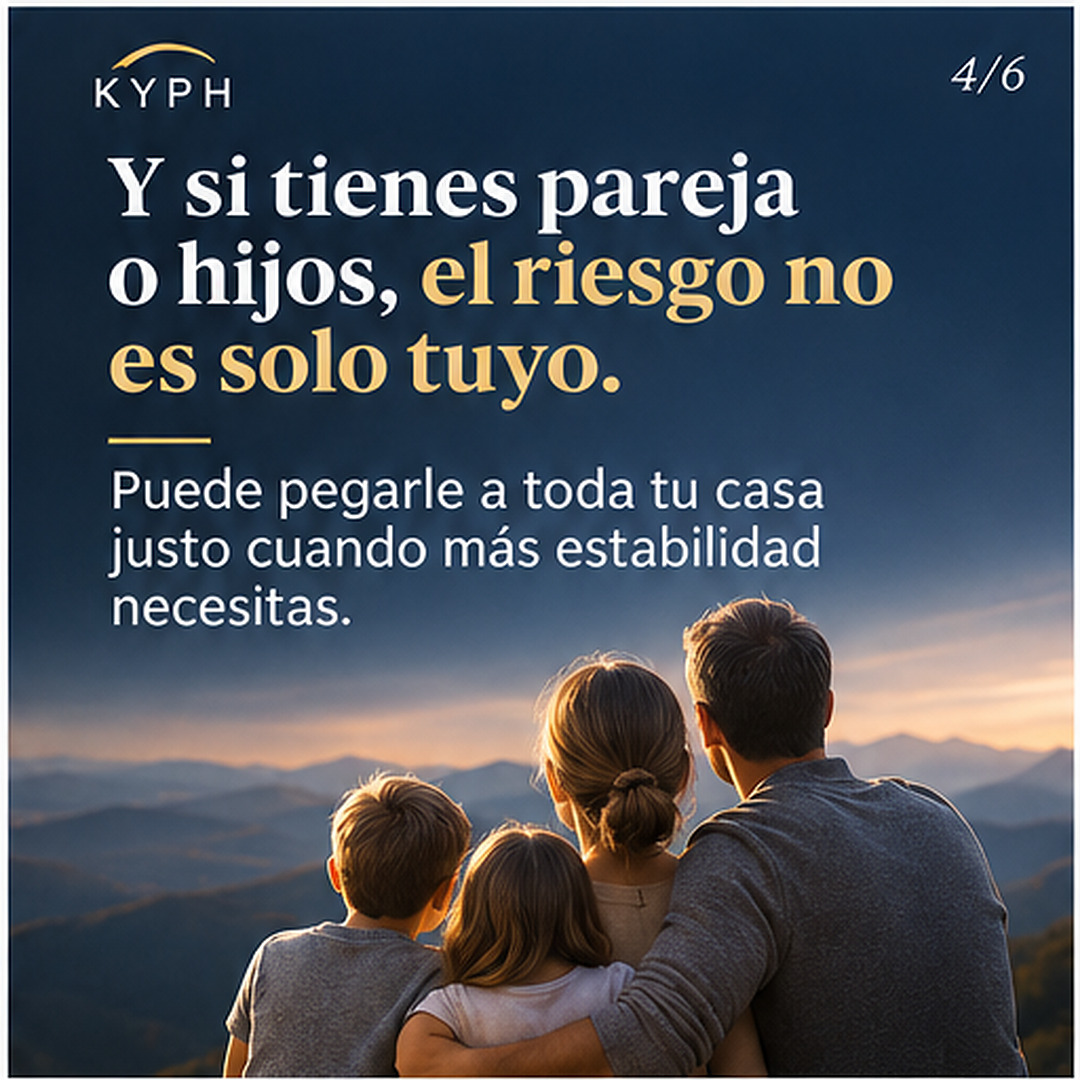 KYPH
4/6
Y si tienes pareja
o hijos, el riesgo no
es solo tuyo.
Puede pegarle a toda tu casa
justo cuando más estabilidad
necesitas.